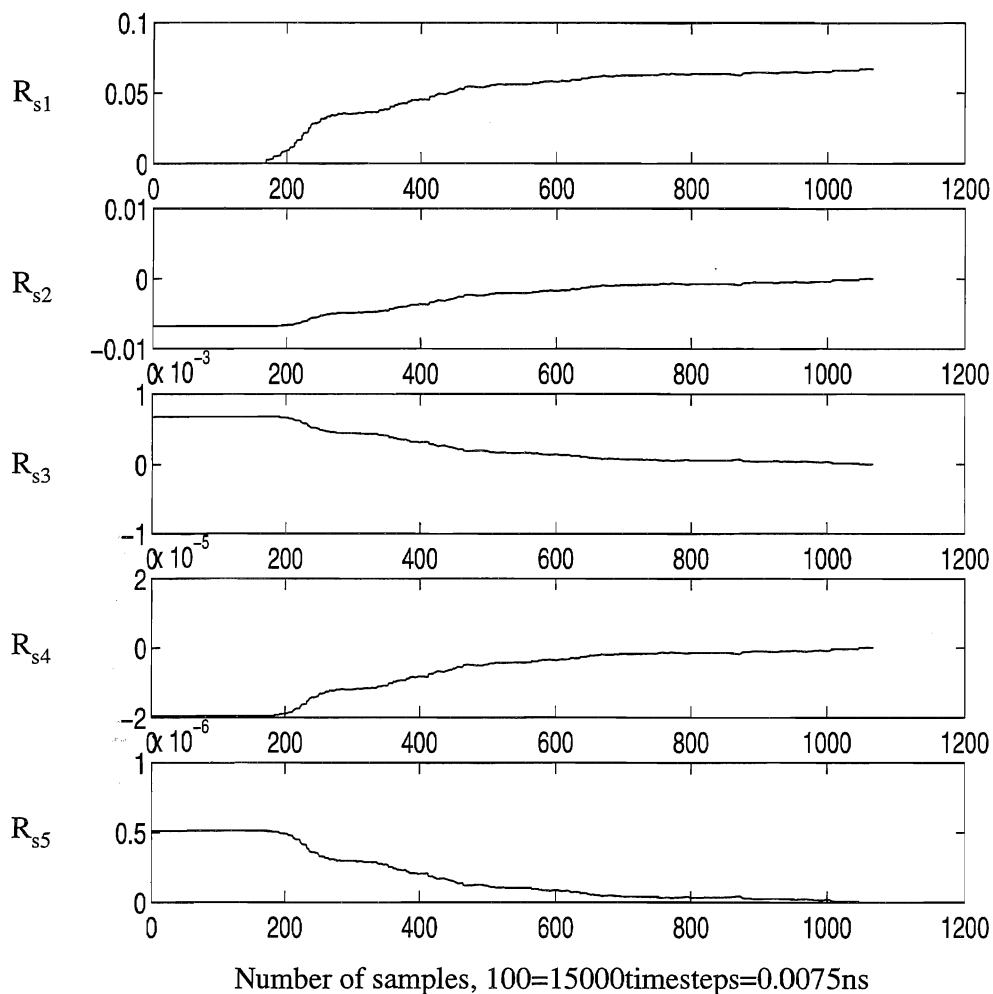 0.1
R_s1 0.05
0
0 200 400 600 800 1000 1200
0.01
R_s2 0
−0.01
0 200 400 600 800 1000 1200
x 10^−3
1
R_s3 0
−1
0 200 400 600 800 1000 1200
x 10^−5
2
R_s4 0
−2
0 200 400 600 800 1000 1200
x 10^−6
1
R_s5 0.5
0
0 200 400 600 800 1000 1200
Number of samples, 100=15000timesteps=0.0075ns